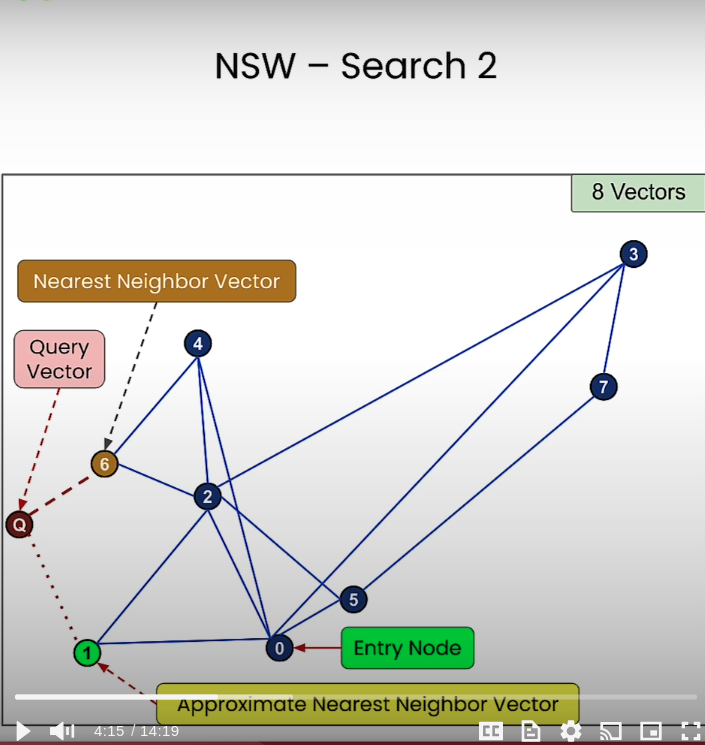 NSW – Search 2
8 Vectors
3
Nearest Neighbor Vector
Query
Vector
4
7
6
2
Q
5
0
Entry Node
1
Approximate Nearest Neighbor Vector
4:15 / 14:19
CC